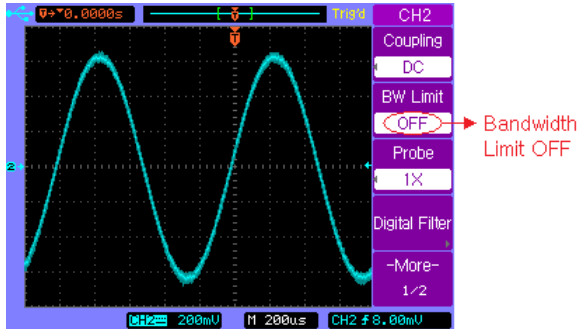 T→▼0.0000s
T
Trig'd
CH2
T
Coupling
DC
BW Limit
OFF
Bandwidth
Limit OFF
Probe
2
1X
Digital Filter
-More-
1/2
CH2 200mV
M 200us
CH2 8.00mV